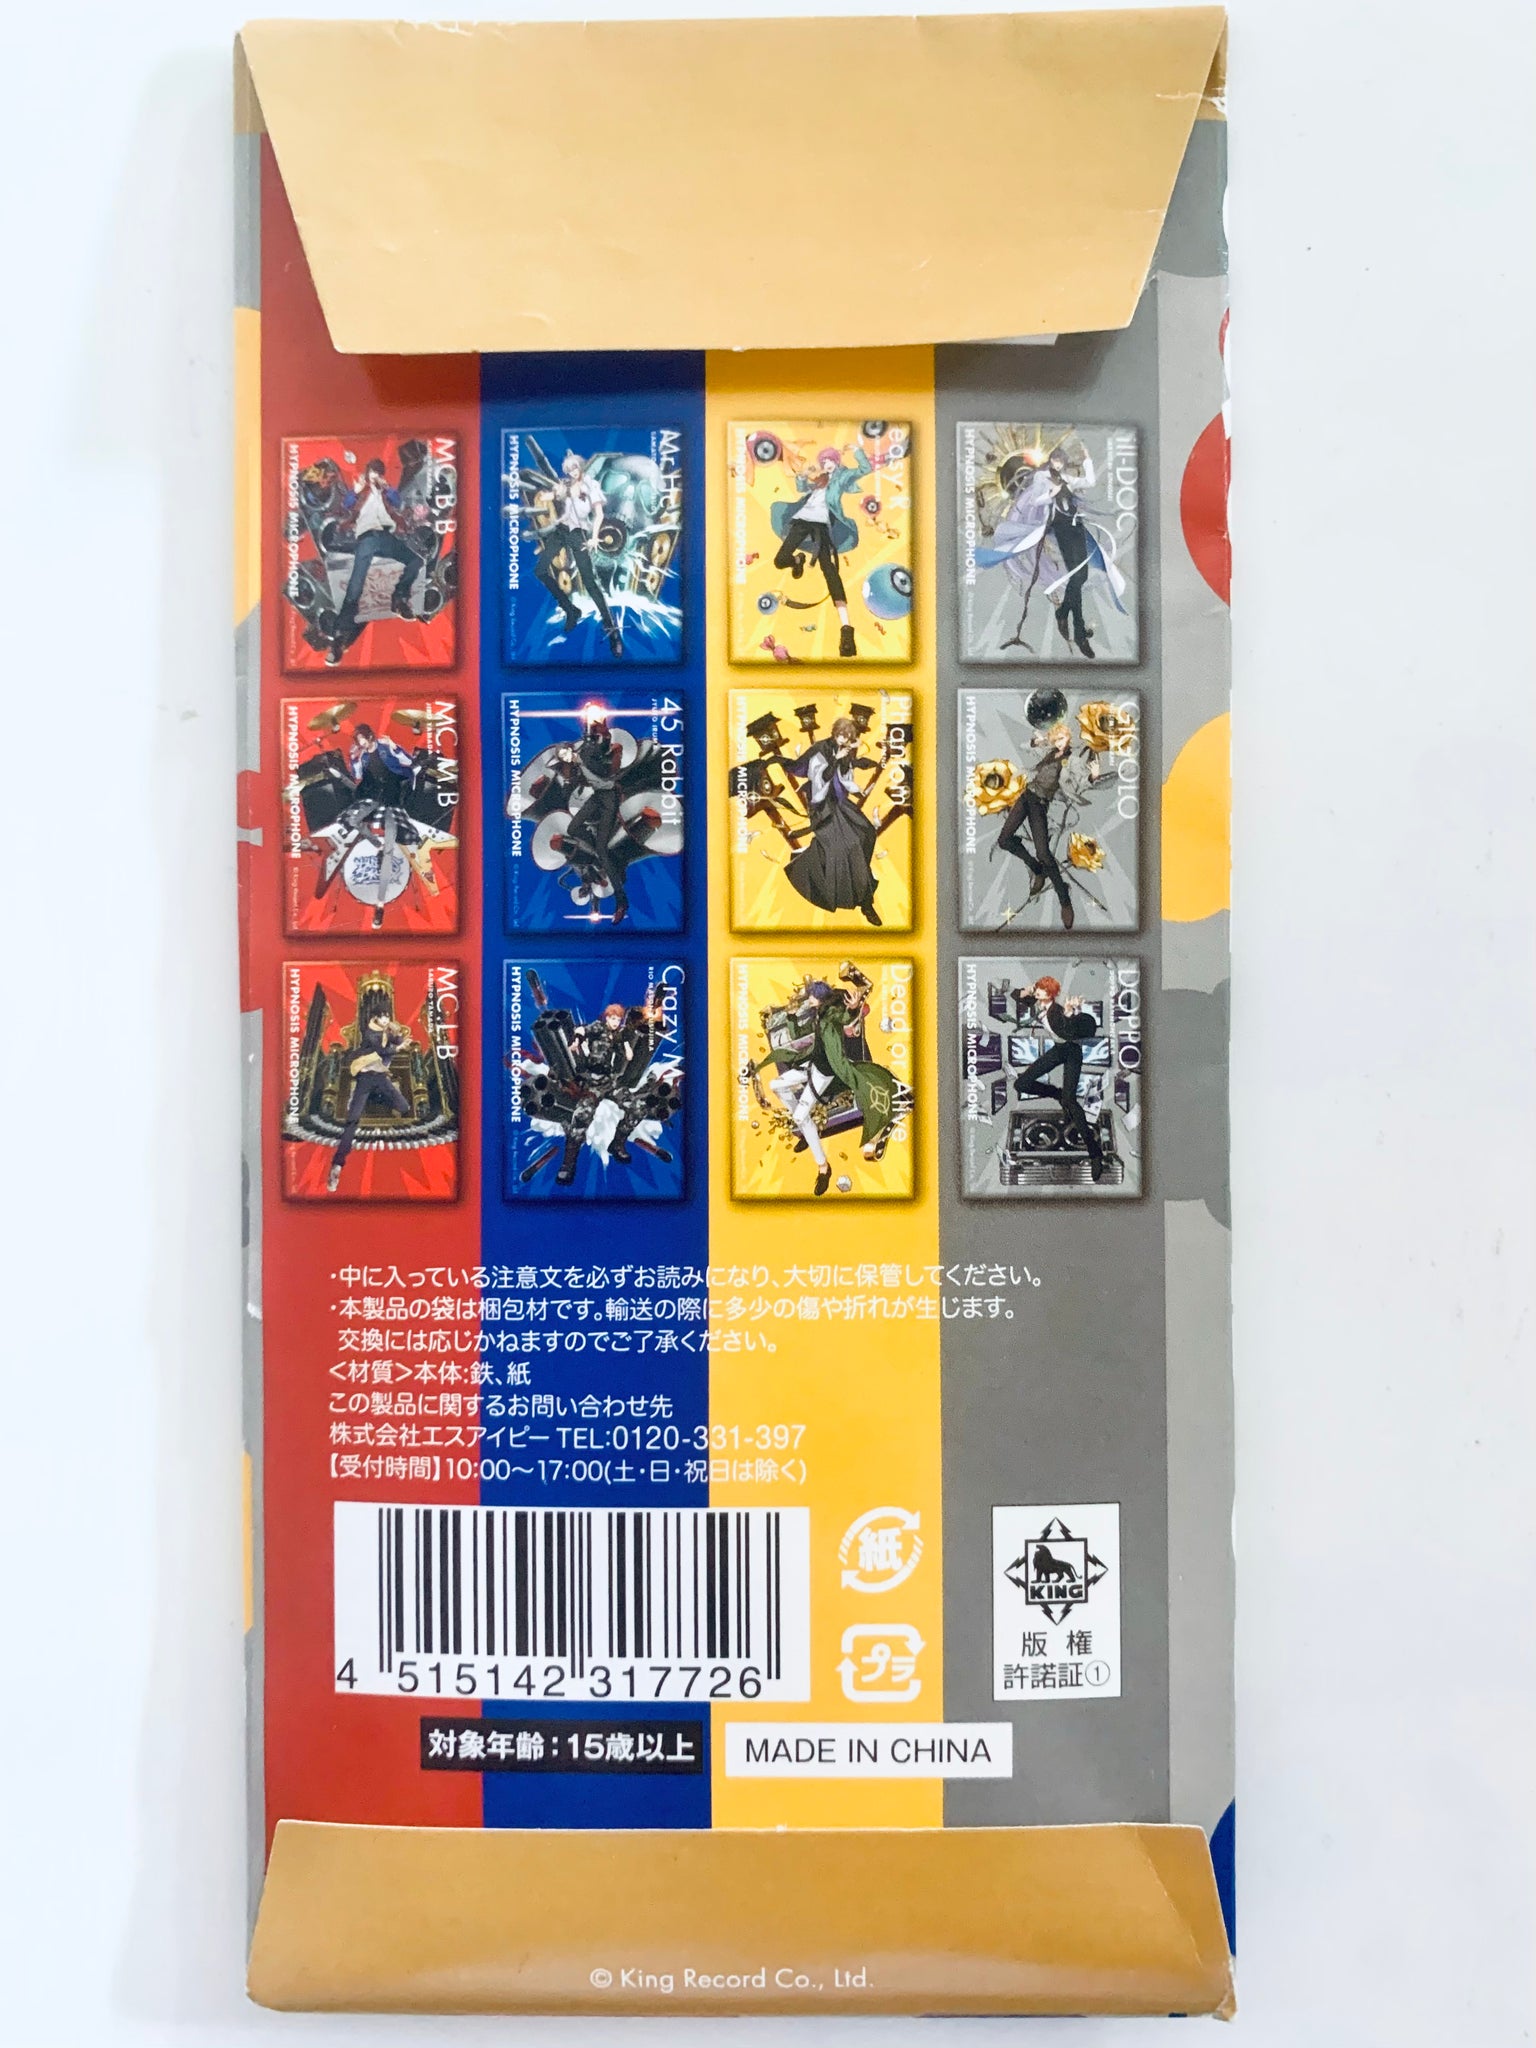 MC.B.B
HYPNOSIS MICROPHONE
HYPNOSIS MICROPHONE
easy R
HYPNOSIS MICROPHONE
ill-DOC
HYPNOSIS MICROPHONE
MC.M.B
HYPNOSIS MICROPHONE
45 Rabbit
HYPNOSIS MICROPHONE
Phantom
HYPNOSIS MICROPHONE
GIGOLO
HYPNOSIS MICROPHONE
MC.L.B
SABURO YAMADA
HYPNOSIS MICROPHONE
Crazy M
HYPNOSIS MICROPHONE
Dead or Alive
HYPNOSIS MICROPHONE
DOPPO
HYPNOSIS MICROPHONE
・中に入っている注意文を必ずお読みになり、大切に保管してください。
・本製品の袋は梱包材です。輸送の際に多少の傷や折れが生じます。
交換には応じかねますのでご了承ください。
<材質>本体:鉄、紙
この製品に関するお問い合わせ先
株式会社エスアイピー TEL:0120-331-397
【受付時間】10:00～17:00(土・日・祝日は除く)
4 515142 317726
紙
プラ
KING
版権
許諾証①
対象年齢：15歳以上
MADE IN CHINA
© King Record Co., Ltd.